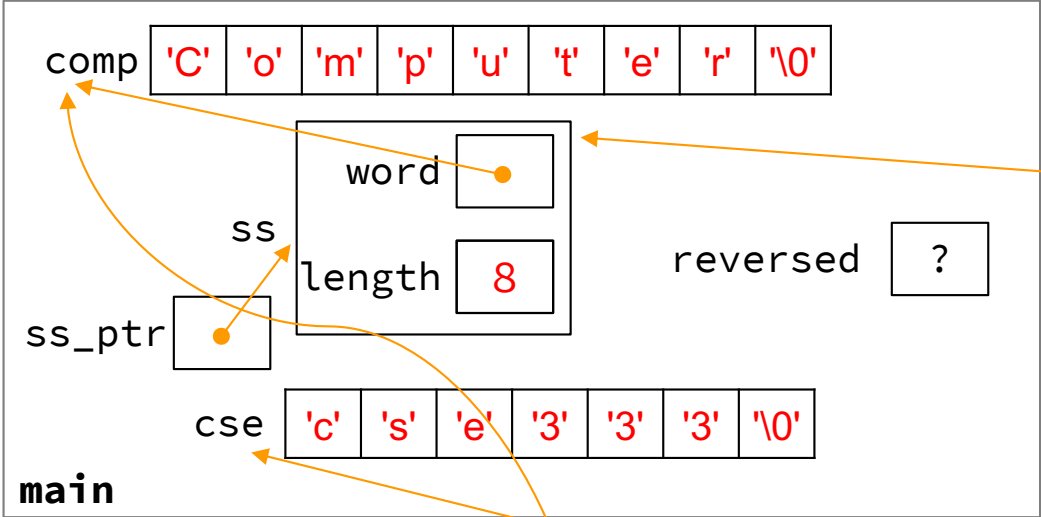 comp 'C' 'o' 'm' 'p' 'u' 't' 'e' 'r' '\0'
word
ss
length 8
reversed ?
ss_ptr
cse 'c' 's' 'e' '3' '3' '3' '\0'
main